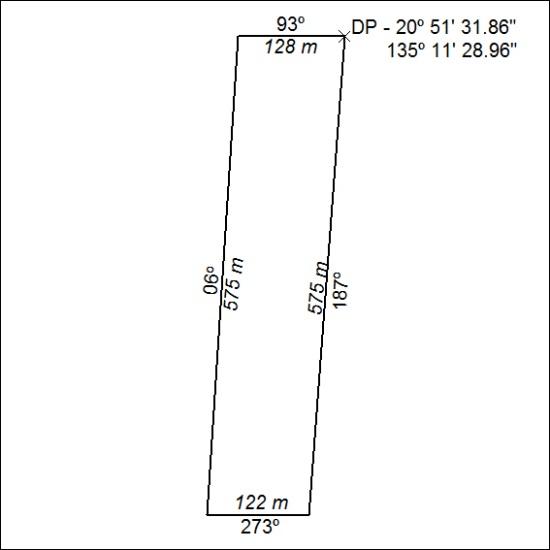 93º
DP - 20º 51' 31.86"
128 m
135º 11' 28.96"
06º
575 m
575 m
187º
122 m
273º